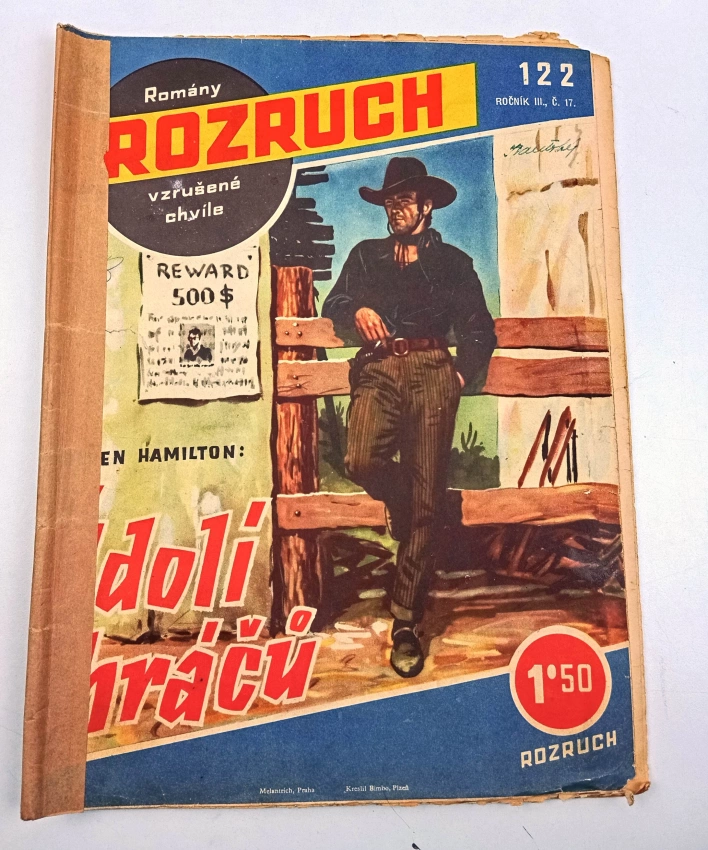 Romány
ROZRUCH
vzrušené
chvíle
122
ROČNÍK III., Č. 17.
REWARD
500$
EN HAMILTON:
dolí
hráčů
1•50
ROZRUCH
Melantrich, Praha
Kreslil Bimbo, Plzeň